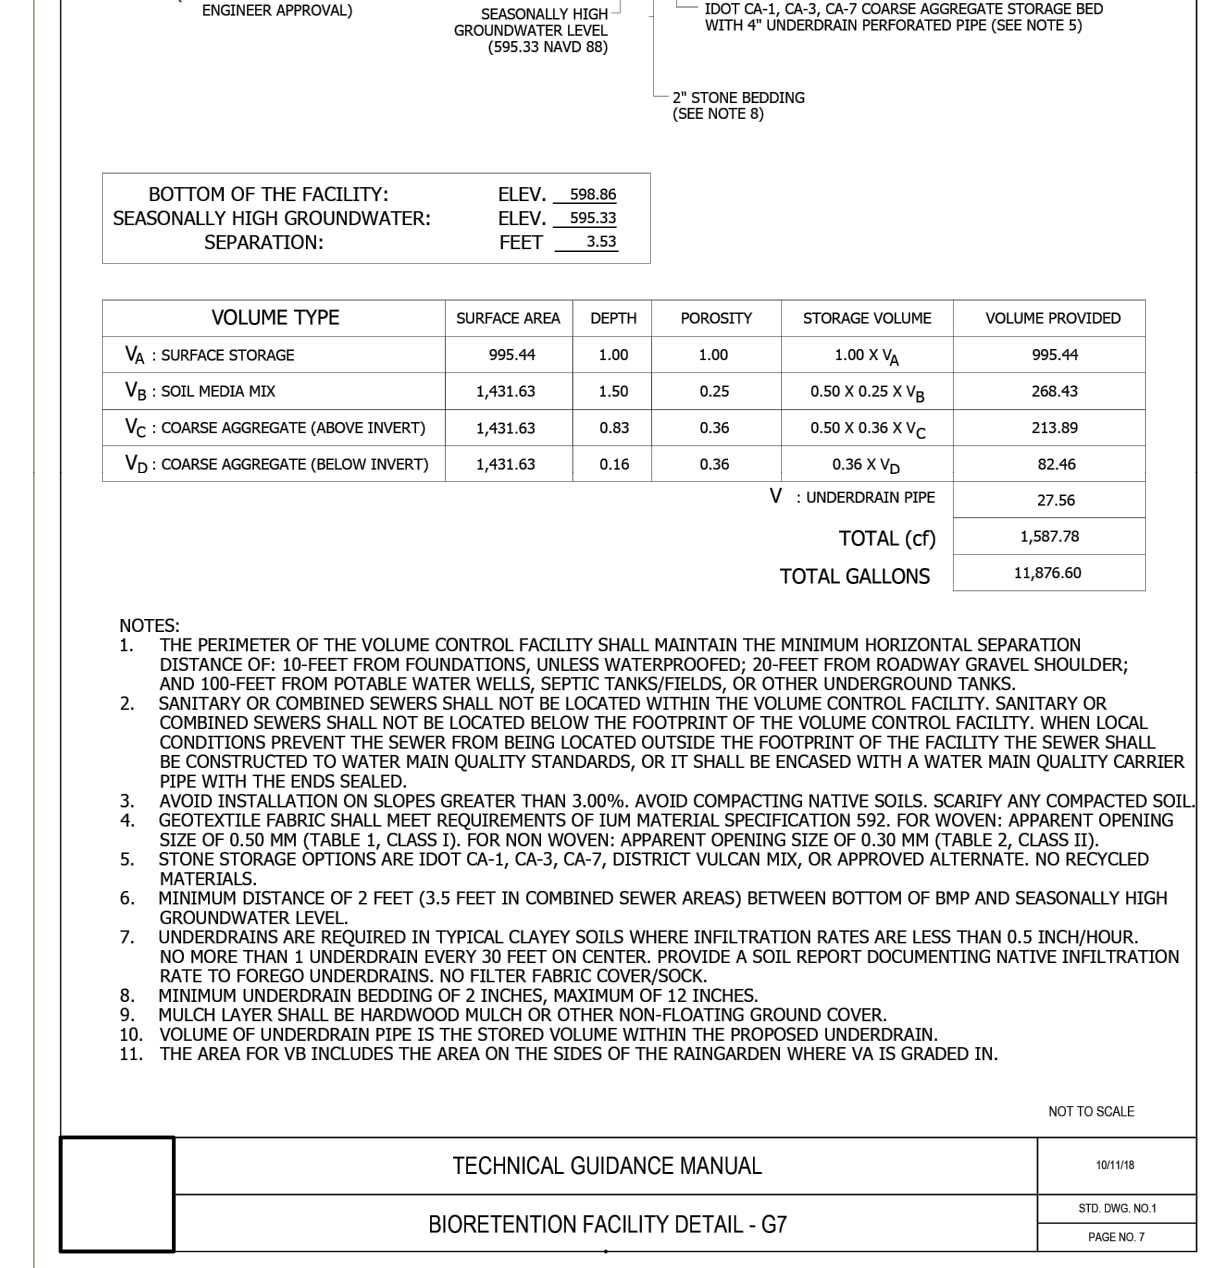 ENGINEER APPROVAL)
SEASONALLY HIGH
GROUNDWATER LEVEL
(595.33 NAVD 88)
IDOT CA-1, CA-3, CA-7 COARSE AGGREGATE STORAGE BED
WITH 4" UNDERDRAIN PERFORATED PIPE (SEE NOTE 5)
2" STONE BEDDING
(SEE NOTE 8)
BOTTOM OF THE FACILITY: ELEV. 598.86
SEASONALLY HIGH GROUNDWATER: ELEV. 595.33
SEPARATION: FEET 3.53
VOLUME TYPE SURFACE AREA DEPTH POROSITY STORAGE VOLUME VOLUME PROVIDED
VA : SURFACE STORAGE 995.44 1.00 1.00 1.00 X VA 995.44
VB : SOIL MEDIA MIX 1,431.63 1.50 0.25 0.50 X 0.25 X VB 268.43
VC : COARSE AGGREGATE (ABOVE INVERT) 1,431.63 0.83 0.36 0.50 X 0.36 X VC 213.89
VD : COARSE AGGREGATE (BELOW INVERT) 1,431.63 0.16 0.36 0.36 X VD 82.46
V : UNDERDRAIN PIPE 27.56
TOTAL (cf) 1,587.78
TOTAL GALLONS 11,876.60
NOTES:
1. THE PERIMETER OF THE VOLUME CONTROL FACILITY SHALL MAINTAIN THE MINIMUM HORIZONTAL SEPARATION
DISTANCE OF: 10-FEET FROM FOUNDATIONS, UNLESS WATERPROOFED; 20-FEET FROM ROADWAY GRAVEL SHOULDER;
AND 100-FEET FROM POTABLE WATER WELLS, SEPTIC TANKS/FIELDS, OR OTHER UNDERGROUND TANKS.
2. SANITARY OR COMBINED SEWERS SHALL NOT BE LOCATED WITHIN THE VOLUME CONTROL FACILITY. SANITARY OR
COMBINED SEWERS SHALL NOT BE LOCATED BELOW THE FOOTPRINT OF THE VOLUME CONTROL FACILITY. WHEN LOCAL
CONDITIONS PREVENT THE SEWER FROM BEING LOCATED OUTSIDE THE FOOTPRINT OF THE FACILITY THE SEWER SHALL
BE CONSTRUCTED TO WATER MAIN QUALITY STANDARDS, OR IT SHALL BE ENCASED WITH A WATER MAIN QUALITY CARRIER
PIPE WITH THE ENDS SEALED.
3. AVOID INSTALLATION ON SLOPES GREATER THAN 3.00%. AVOID COMPACTING NATIVE SOILS. SCARIFY ANY COMPACTED SOIL.
4. GEOTEXTILE FABRIC SHALL MEET REQUIREMENTS OF IUM MATERIAL SPECIFICATION 592. FOR WOVEN: APPARENT OPENING
SIZE OF 0.50 MM (TABLE 1, CLASS I). FOR NON WOVEN: APPARENT OPENING SIZE OF 0.30 MM (TABLE 2, CLASS II).
5. STONE STORAGE OPTIONS ARE IDOT CA-1, CA-3, CA-7, DISTRICT VULCAN MIX, OR APPROVED ALTERNATE. NO RECYCLED
MATERIALS.
6. MINIMUM DISTANCE OF 2 FEET (3.5 FEET IN COMBINED SEWER AREAS) BETWEEN BOTTOM OF BMP AND SEASONALLY HIGH
GROUNDWATER LEVEL.
7. UNDERDRAINS ARE REQUIRED IN TYPICAL CLAYEY SOILS WHERE INFILTRATION RATES ARE LESS THAN 0.5 INCH/HOUR.
NO MORE THAN 1 UNDERDRAIN EVERY 30 FEET ON CENTER. PROVIDE A SOIL REPORT DOCUMENTING NATIVE INFILTRATION
RATE TO FOREGO UNDERDRAINS. NO FILTER FABRIC COVER/SOCK.
8. MINIMUM UNDERDRAIN BEDDING OF 2 INCHES, MAXIMUM OF 12 INCHES.
9. MULCH LAYER SHALL BE HARDWOOD MULCH OR OTHER NON-FLOATING GROUND COVER.
10. VOLUME OF UNDERDRAIN PIPE IS THE STORED VOLUME WITHIN THE PROPOSED UNDERDRAIN.
11. THE AREA FOR VB INCLUDES THE AREA ON THE SIDES OF THE RAINGARDEN WHERE VA IS GRADED IN.
NOT TO SCALE
TECHNICAL GUIDANCE MANUAL
10/11/18
BIORETENTION FACILITY DETAIL - G7
STD. DWG. NO.1
PAGE NO. 7